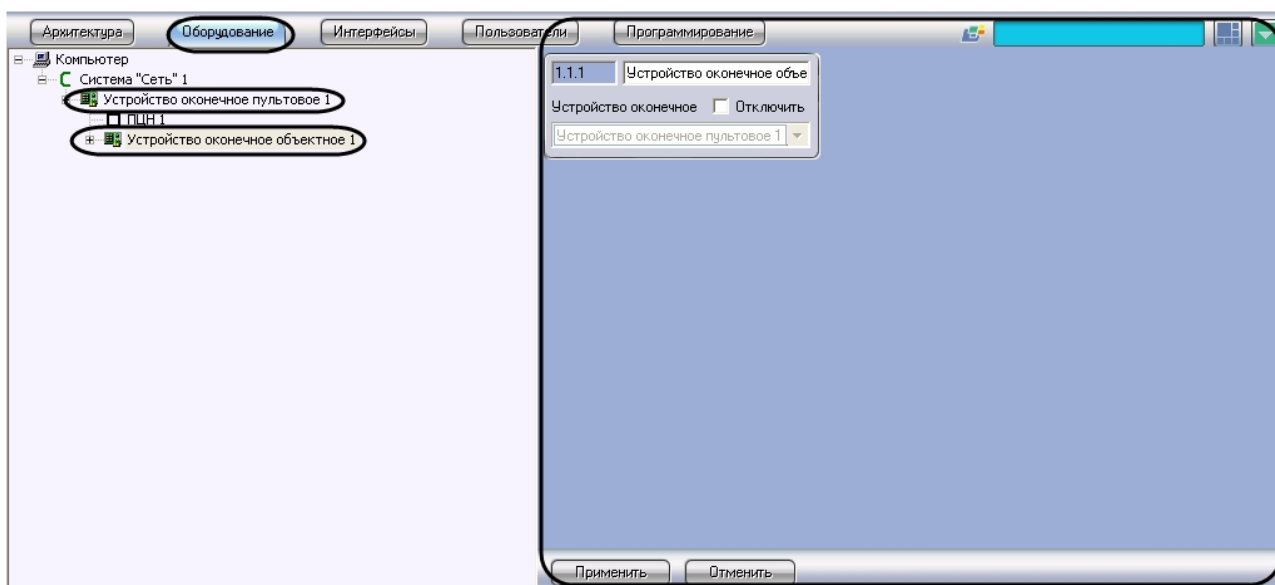 Архитектура Оборудование Интерфейсы Пользователи Программирование
Компьютер
Система "Сеть" 1
Устройство оконечное пультовое 1
ПЦН 1
Устройство оконечное объектное 1
1.1.1 Устройство оконечное объе
Устройство оконечное Отключить
Устройство оконечное пультовое 1
Применить Отменить